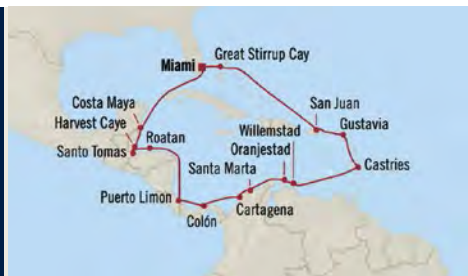 Miami
Great Stirrup Cay
Costa Maya
Harvest Caye
Santo Tomas
Roatan
San Juan
Gustavia
Willemstad
Oranjestad
Santa Marta
Castries
Puerto Limon
Colón
Cartagena